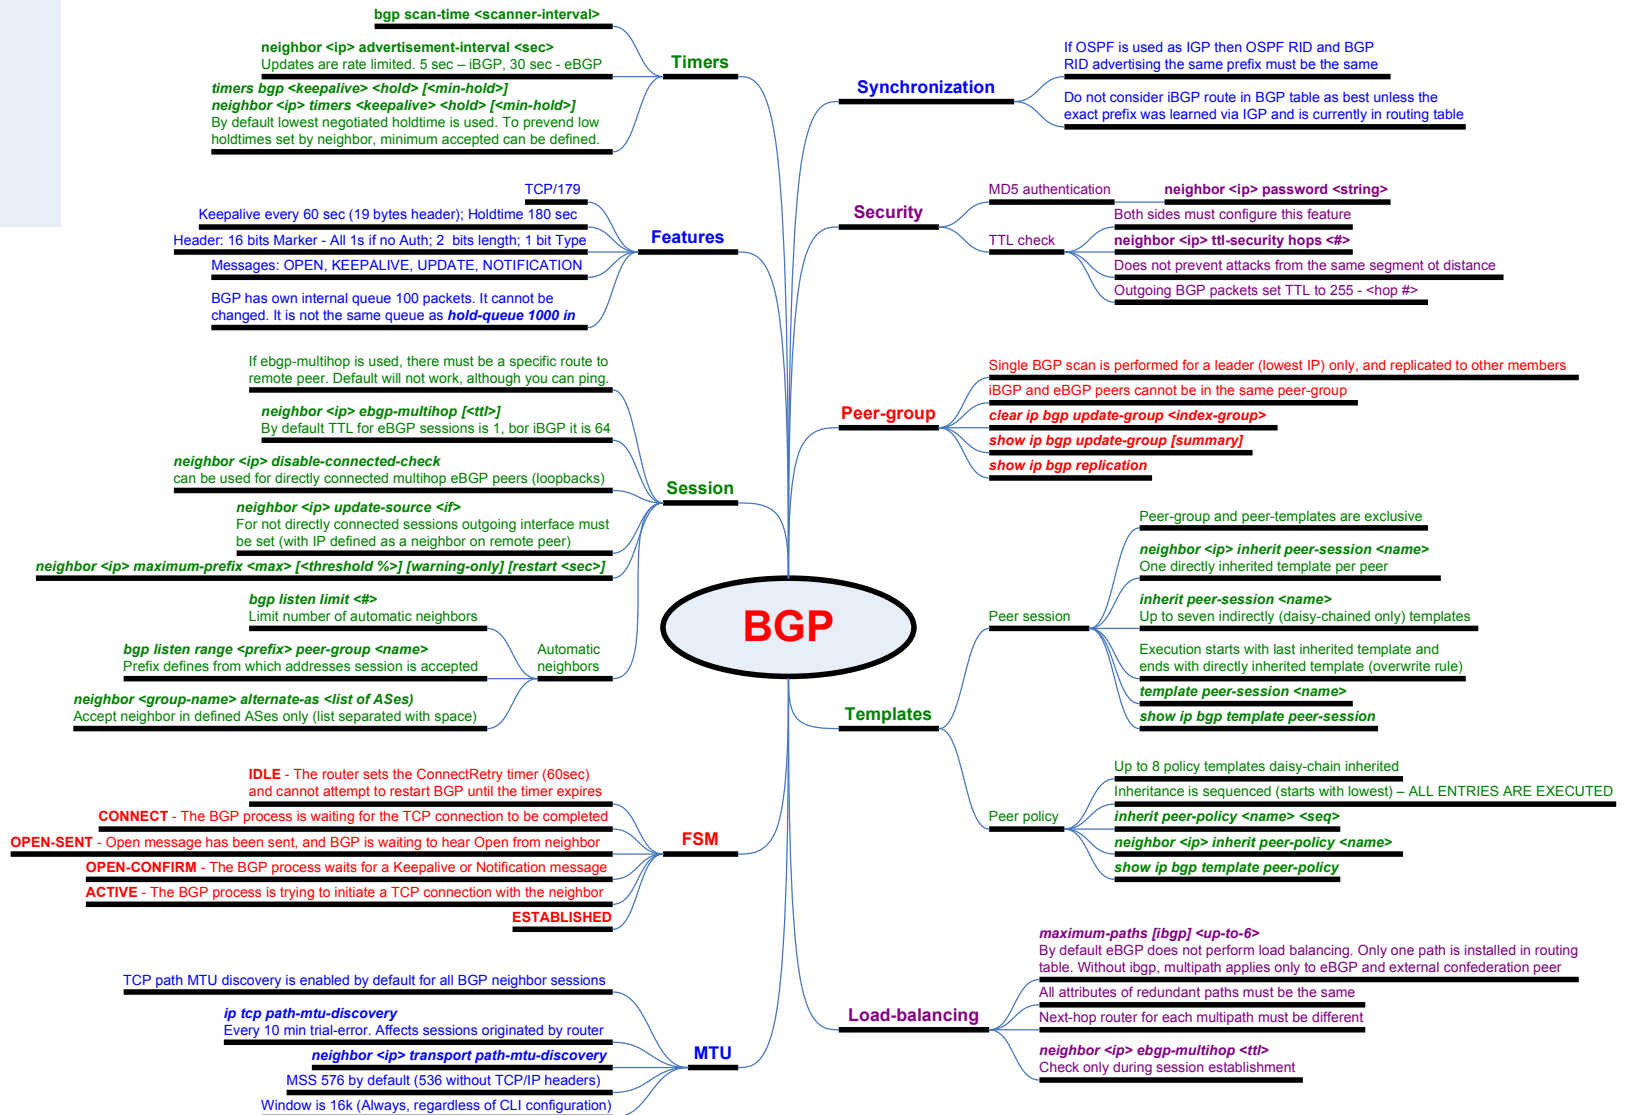 bgp scan-time <scanner-interval>
neighbor <ip> advertisement-interval <sec>
Updates are rate limited. 5 sec – iBGP, 30 sec - eBGP
timers bgp <keepalive> <hold> [<min-hold>]
neighbor <ip> timers <keepalive> <hold> [<min-hold>]
By default lowest negotiated holdtime is used. To prevend low
holdtimes set by neighbor, minimum accepted can be defined.
Timers
TCP/179
Keepalive every 60 sec (19 bytes header); Holdtime 180 sec
Header: 16 bits Marker - All 1s if no Auth; 2 bits length; 1 bit Type
Messages: OPEN, KEEPALIVE, UPDATE, NOTIFICATION
BGP has own internal queue 100 packets. It cannot be
changed. It is not the same queue as hold-queue 1000 in
Features
If ebgp-multihop is used, there must be a specific route to
remote peer. Default will not work, although you can ping.
neighbor <ip> ebgp-multihop [<ttl>]
By default TTL for eBGP sessions is 1, bor iBGP it is 64
neighbor <ip> disable-connected-check
can be used for directly connected multihop eBGP peers (loopbacks)
neighbor <ip> update-source <if>
For not directly connected sessions outgoing interface must
be set (with IP defined as a neighbor on remote peer)
neighbor <ip> maximum-prefix <max> [<threshold %>] [warning-only] [restart <sec>]
Session
bgp listen limit <#>
Limit number of automatic neighbors
bgp listen range <prefix> peer-group <name>
Prefix defines from which addresses session is accepted
neighbor <group-name> alternate-as <list of ASes)
Accept neighbor in defined ASes only (list separated with space)
Automatic
neighbors
IDLE - The router sets the ConnectRetry timer (60sec)
and cannot attempt to restart BGP until the timer expires
CONNECT - The BGP process is waiting for the TCP connection to be completed
OPEN-SENT - Open message has been sent, and BGP is waiting to hear Open from neighbor
OPEN-CONFIRM - The BGP process waits for a Keepalive or Notification message
ACTIVE - The BGP process is trying to initiate a TCP connection with the neighbor
ESTABLISHED
FSM
TCP path MTU discovery is enabled by default for all BGP neighbor sessions
ip tcp path-mtu-discovery
Every 10 min trial-error. Affects sessions originated by router
neighbor <ip> transport path-mtu-discovery
MSS 576 by default (536 without TCP/IP headers)
Window is 16k (Always, regardless of CLI configuration)
MTU
BGP
Synchronization
If OSPF is used as IGP then OSPF RID and BGP
RID advertising the same prefix must be the same
Do not consider iBGP route in BGP table as best unless the
exact prefix was learned via IGP and is currently in routing table
Security
MD5 authentication
neighbor <ip> password <string>
TTL check
Both sides must configure this feature
neighbor <ip> ttl-security hops <#>
Does not prevent attacks from the same segment ot distance
Outgoing BGP packets set TTL to 255 - <hop #>
Peer-group
Single BGP scan is performed for a leader (lowest IP) only, and replicated to other members
iBGP and eBGP peers cannot be in the same peer-group
clear ip bgp update-group <index-group>
show ip bgp update-group [summary]
show ip bgp replication
Templates
Peer session
Peer-group and peer-templates are exclusive
neighbor <ip> inherit peer-session <name>
One directly inherited template per peer
inherit peer-session <name>
Up to seven indirectly (daisy-chained only) templates
Execution starts with last inherited template and
ends with directly inherited template (overwrite rule)
template peer-session <name>
show ip bgp template peer-session
Peer policy
Up to 8 policy templates daisy-chain inherited
Inheritance is sequenced (starts with lowest) – ALL ENTRIES ARE EXECUTED
inherit peer-policy <name> <seq>
neighbor <ip> inherit peer-policy <name>
show ip bgp template peer-policy
Load-balancing
maximum-paths [ibgp] <up-to-6>
By default eBGP does not perform load balancing. Only one path is installed in routing
table. Without ibgp, multipath applies only to eBGP and external confederation peer
All attributes of redundant paths must be the same
Next-hop router for each multipath must be different
neighbor <ip> ebgp-multihop <ttl>
Check only during session establishment